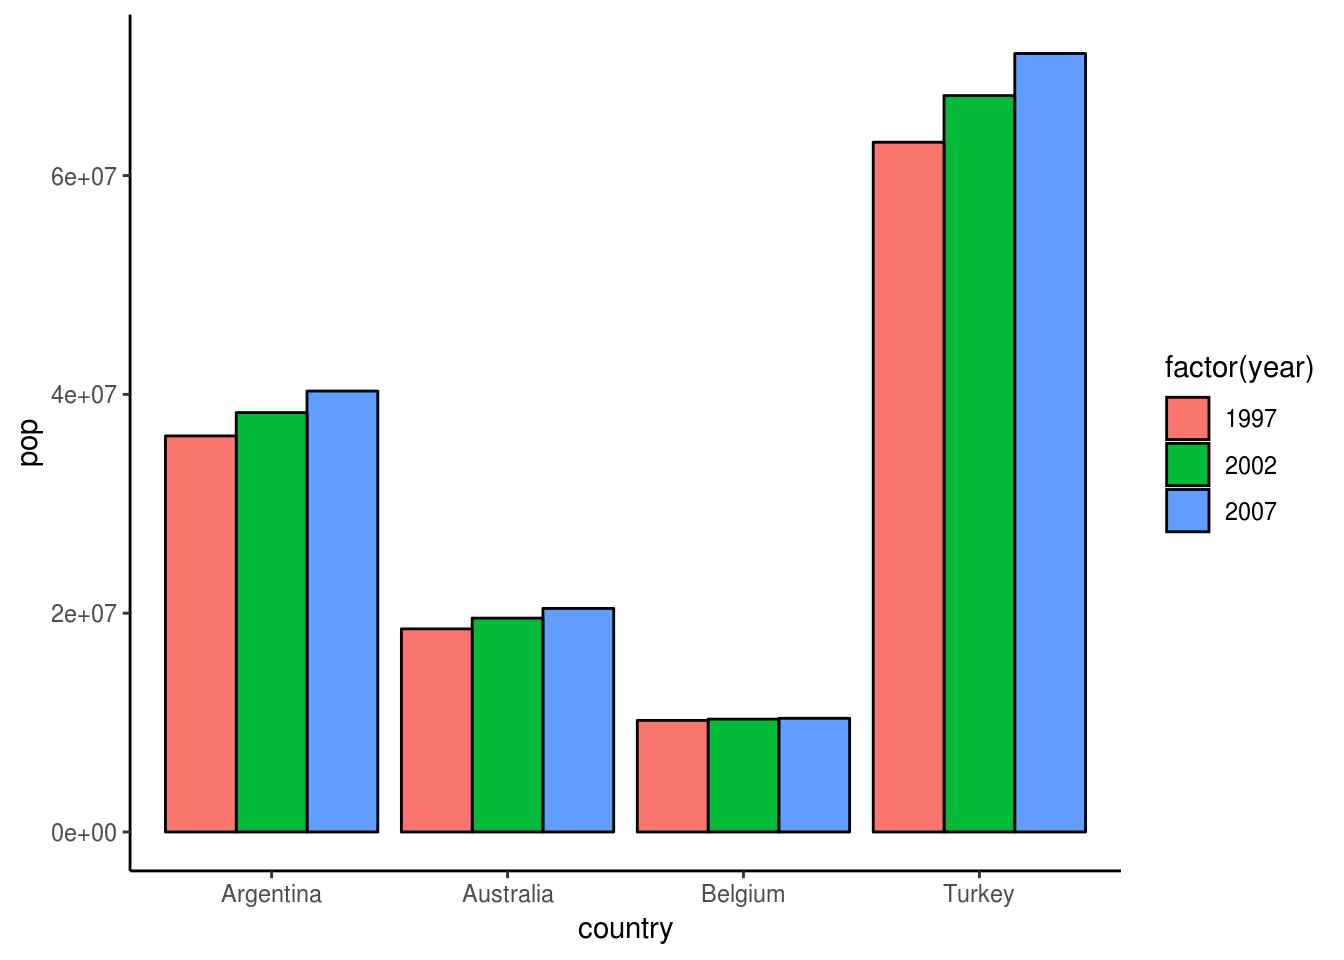 pop
6e+07
4e+07
2e+07
0e+00
Argentina Australia Belgium Turkey
country
factor(year)
1997
2002
2007